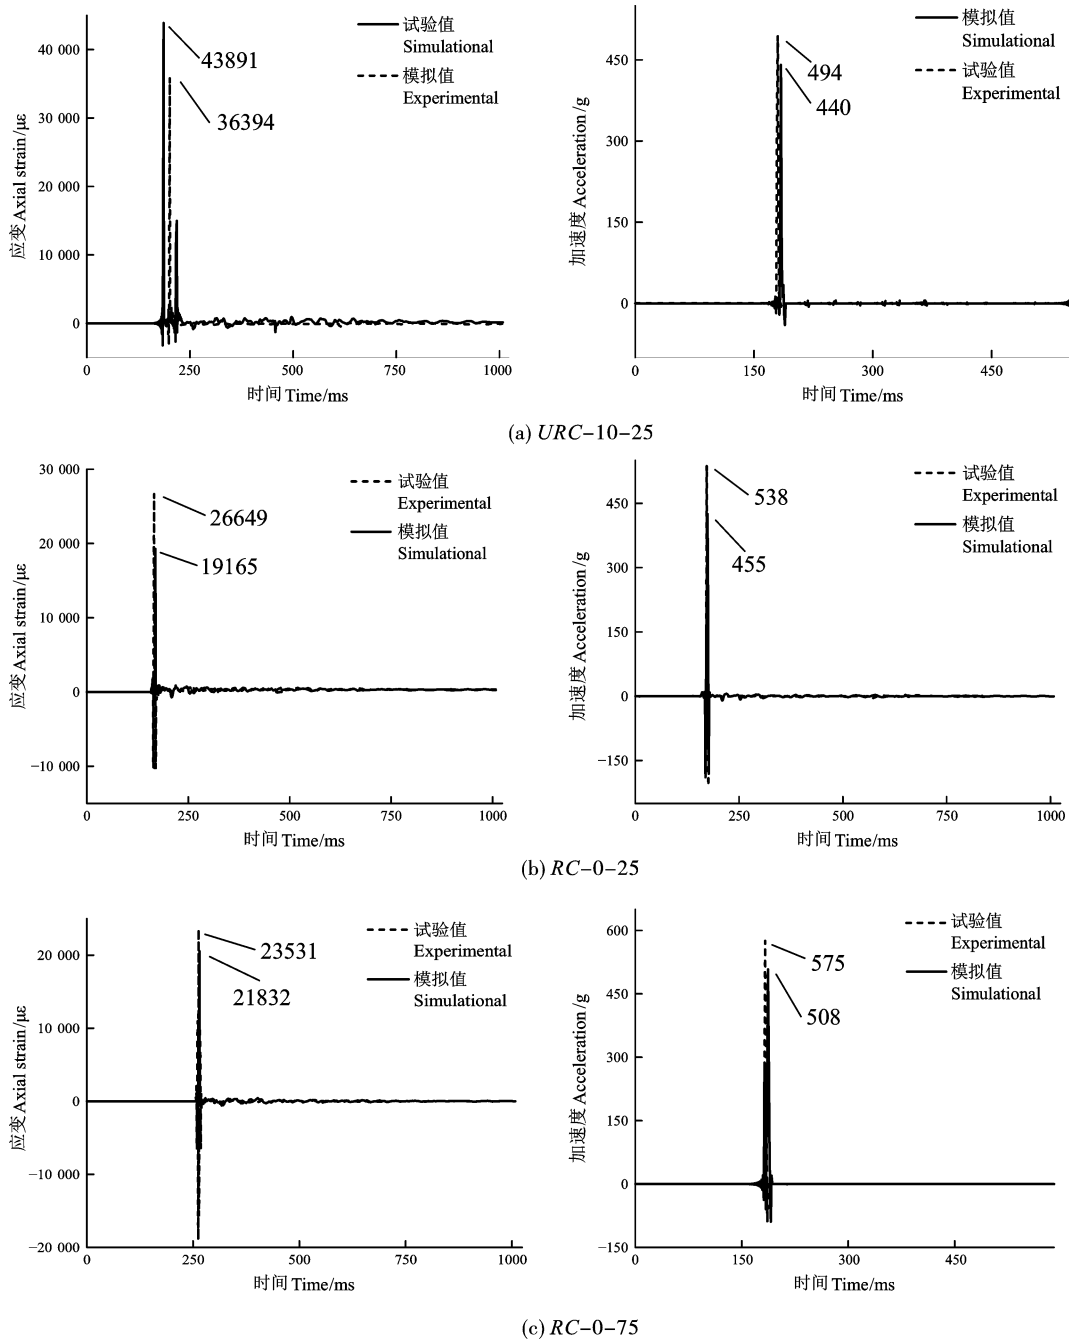 试验值
Simulational
模拟值
Experimental
43891
36394
40 000
30 000
20 000
10 000
0
应变 Axial strain/με
0
250
500
750
1000
时间 Time/ms
模拟值
Simulational
试验值
Experimental
494
440
450
300
150
0
加速度 Acceleration/g
0
150
300
450
时间 Time/ms
(a) URC-10-25
试验值
Experimental
模拟值
Simulational
26649
19165
30 000
20 000
10 000
0
-10 000
应变 Axial strain/με
0
250
500
750
1000
时间 Time/ms
试验值
Experimental
模拟值
Simulational
538
455
450
300
150
0
-150
加速度 Acceleration/g
0
250
500
750
1000
时间 Time/ms
(b) RC-0-25
试验值
Experimental
模拟值
Simulational
23531
21832
20 000
10 000
0
-10 000
-20 000
应变 Axial strain/με
0
250
500
750
1000
时间 Time/ms
试验值
Experimental
模拟值
Simulational
575
508
600
450
300
150
0
-150
加速度 Acceleration/g
0
150
300
450
时间 Time/ms
(c) RC-0-75